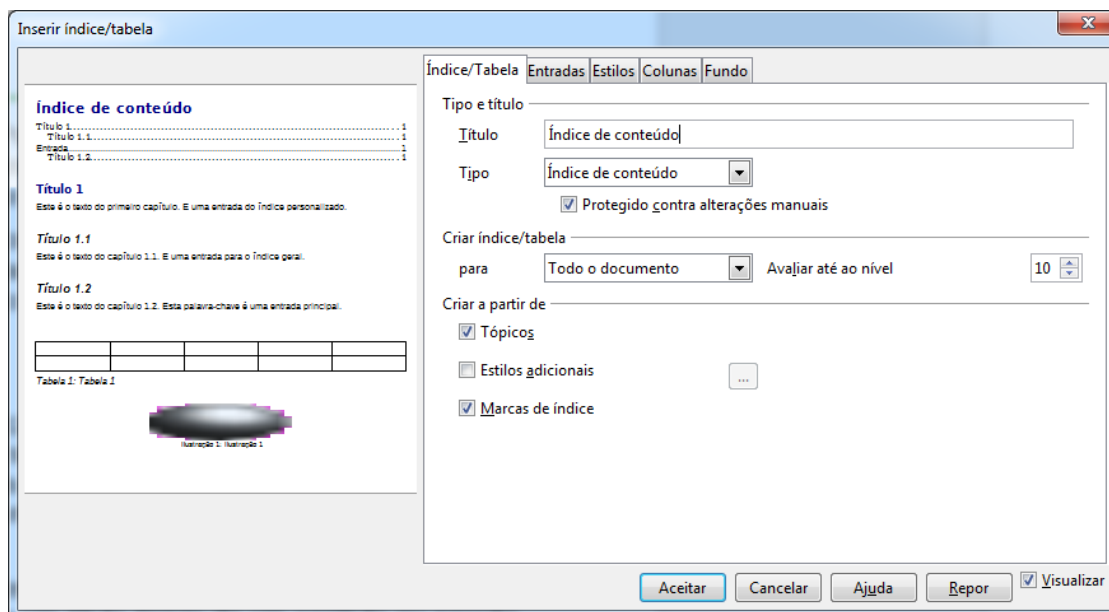 Inserir índice/tabela
Índice de conteúdo
Título 1 1
Título 1.1 1
Entrada 1
Título 1.2 1
Título 1
Este é o texto do primeiro capítulo. E uma entrada do índice personalizado.
Título 1.1
Este é o texto do capítulo 1.1. E uma entrada para o índice geral.
Título 1.2
Este é o texto do capítulo 1.2. Esta palavra-chave é uma entrada principal.
Tabela 1: Tabela 1
Ilustração 1: Ilustração 1
Índice/Tabela Entradas Estilos Colunas Fundo
Tipo e título
Título Índice de conteúdo
Tipo Índice de conteúdo
Protegido contra alterações manuais
Criar índice/tabela
para Todo o documento Avaliar até ao nível 10
Criar a partir de
Tópicos
Estilos adicionais ...
Marcas de índice
Aceitar Cancelar Ajuda Repor Visualizar